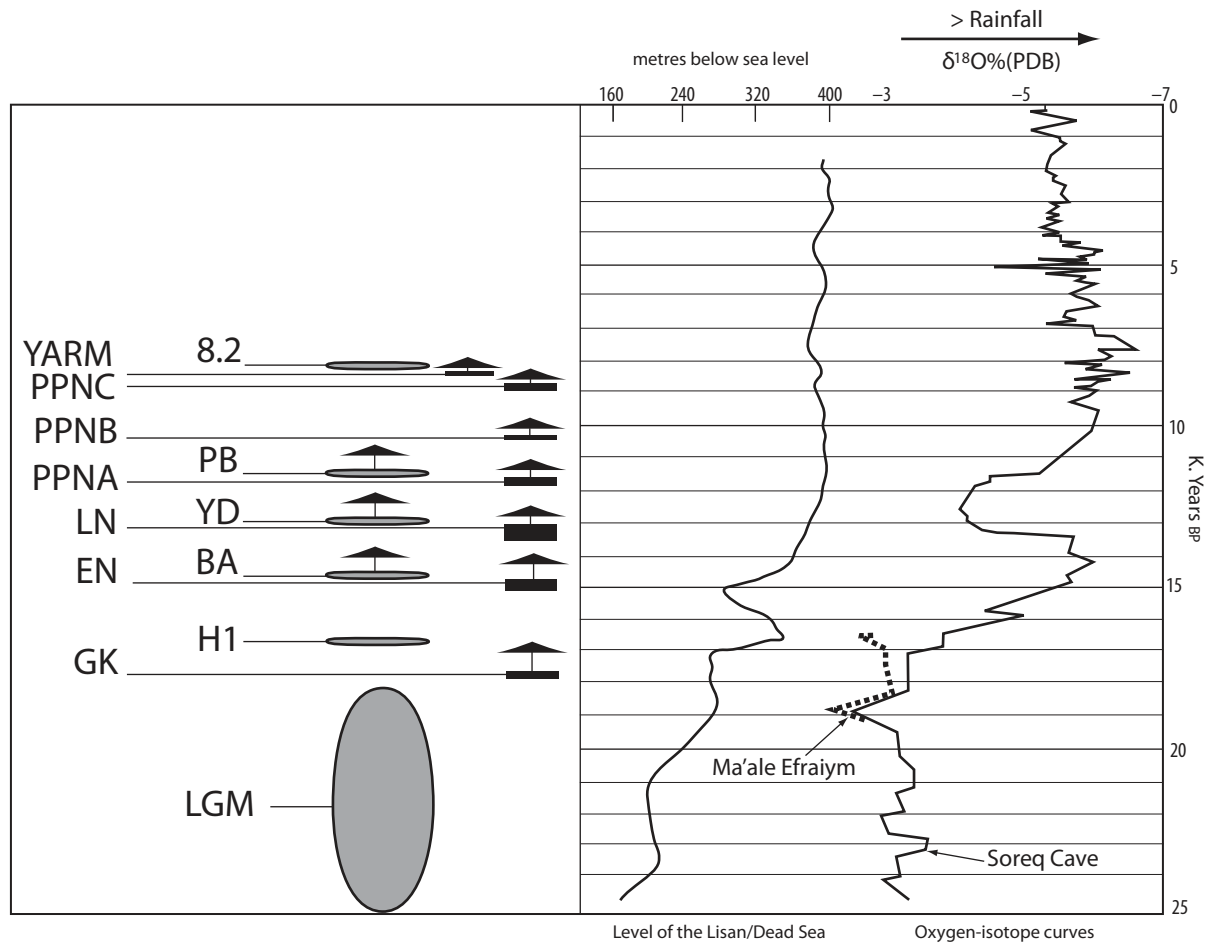 > Rainfall
metres below sea level
δ¹⁸O%(PDB)
160 240 320 400 –3 –5 –7
0
5
YARM 8.2
PPNC
PPNB
10
PB
PPNA
K. Years BP
LN YD
EN BA
15
H1
GK
20
Ma'ale Efraiym
LGM
Soreq Cave
25
Level of the Lisan/Dead Sea Oxygen-isotope curves